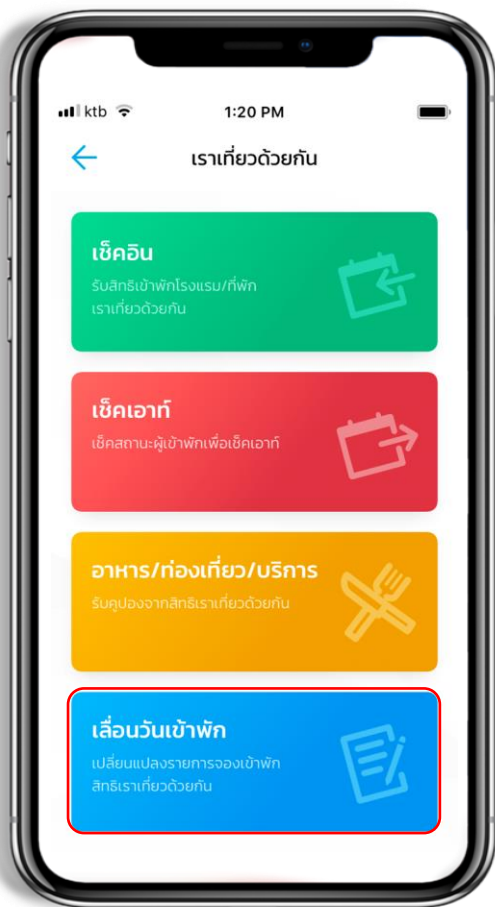 ktb
1:20 PM
เราเที่ยวด้วยกัน
เช็คอิน
รับสิทธิเข้าพักโรงแรม/ที่พัก
เราเที่ยวด้วยกัน
เช็คเอาท์
เช็คสถานะผู้เข้าพักเพื่อเช็คเอาท์
อาหาร/ท่องเที่ยว/บริการ
รับคูปองจากสิทธิเราเที่ยวด้วยกัน
เลื่อนวันเข้าพัก
เปลี่ยนแปลงรายการจองเข้าพัก
สิทธิเราเที่ยวด้วยกัน